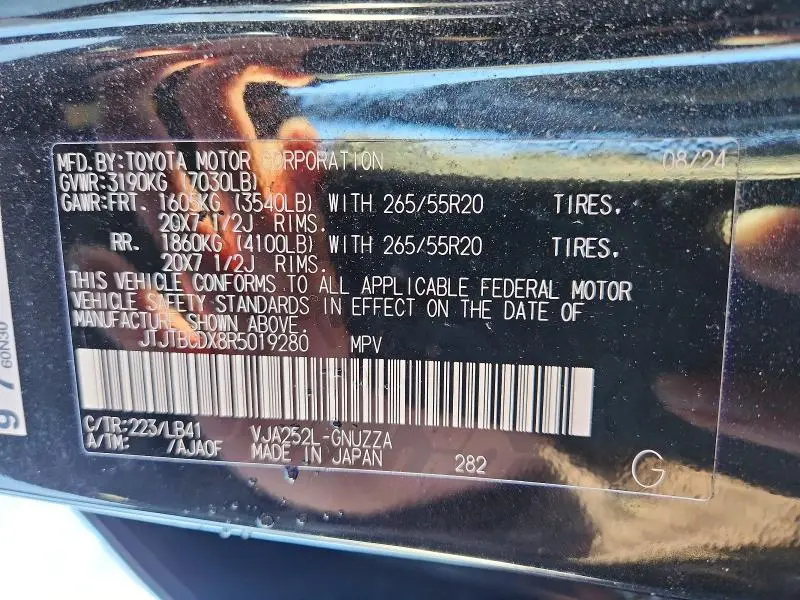 MFD.BY:TOYOTA MOTOR CORPORATION 08/24
GVWR:3190KG (7030LB)
GAWR:FRT. 1605KG (3540LB) WITH 265/55R20 TIRES,
20X7 1/2J RIMS.
RR. 1860KG (4100LB) WITH 265/55R20 TIRES,
20X7 1/2J RIMS.
THIS VEHICLE CONFORMS TO ALL APPLICABLE FEDERAL MOTOR
VEHICLE SAFETY STANDARDS IN EFFECT ON THE DATE OF
MANUFACTURE SHOWN ABOVE.
JTJTBCDX8R5019280 MPV
C/TR:223/LB41 VJA252L-GNUZZA
A/TM: /AJA0F MADE IN JAPAN 282
G
60N30